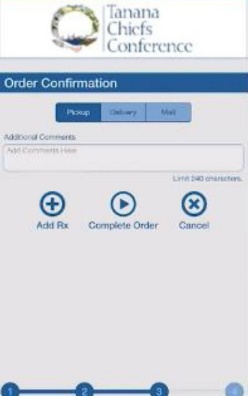 Tanana
Chiefs
Conference
Order Confirmation
Pickup Delivery Mail
Additional Comments
Add Comments Here
Limit 240 characters.
Add Rx Complete Order Cancel
1 2 3 4